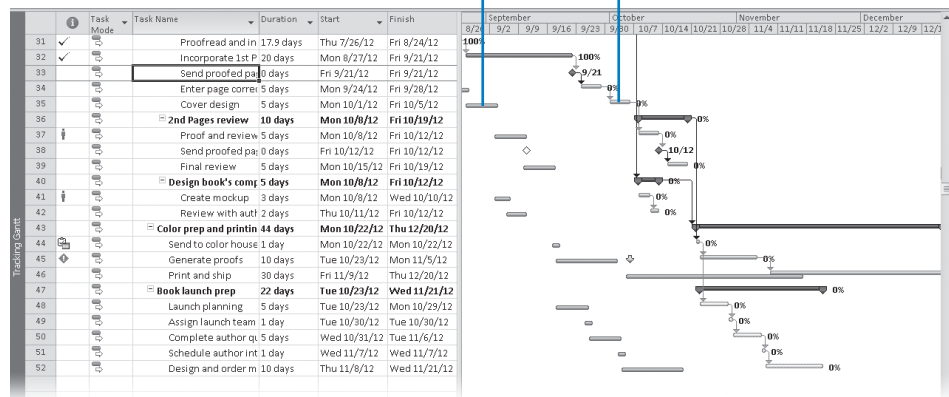 September October November December
Task Mode Task Name Duration Start Finish 8/26 9/2 9/9 9/16 9/23 9/30 10/7 10/14 10/21 10/28 11/4 11/11 11/18 11/25 12/2 12/9
31 Proofread and in 17.9 days Thu 7/26/12 Fri 8/24/12 100%
32 Incorporate 1st P 20 days Mon 8/27/12 Fri 9/21/12 100%
33 Send proofed pa 0 days Fri 9/21/12 Fri 9/21/12 9/21
34 Enter page correc 5 days Mon 9/24/12 Fri 9/28/12 0%
35 Cover design 5 days Mon 10/1/12 Fri 10/5/12 0%
36 2nd Pages review 10 days Mon 10/8/12 Fri 10/19/12 0%
37 Proof and review 5 days Mon 10/8/12 Fri 10/12/12 0%
38 Send proofed pa 0 days Fri 10/12/12 Fri 10/12/12 10/12
39 Final review 5 days Mon 10/15/12 Fri 10/19/12 0%
40 Design book's comp 5 days Mon 10/8/12 Fri 10/12/12 0%
41 Create mockup 3 days Mon 10/8/12 Wed 10/10/12 0%
42 Review with auth 2 days Thu 10/11/12 Fri 10/12/12 0%
43 Color prep and printin 44 days Mon 10/22/12 Thu 12/20/12
44 Send to color house 1 day Mon 10/22/12 Mon 10/22/12 0%
45 Generate proofs 10 days Tue 10/23/12 Mon 11/5/12 0%
46 Print and ship 30 days Fri 11/9/12 Thu 12/20/12
47 Book launch prep 22 days Tue 10/23/12 Wed 11/21/12 0%
48 Launch planning 5 days Tue 10/23/12 Mon 10/29/12 0%
49 Assign launch team 1 day Tue 10/30/12 Tue 10/30/12 0%
50 Complete author qu 5 days Wed 10/31/12 Tue 11/6/12 0%
51 Schedule author int 1 day Wed 11/7/12 Wed 11/7/12 0%
52 Design and order m 10 days Thu 11/8/12 Wed 11/21/12 0%
Tracking Gantt